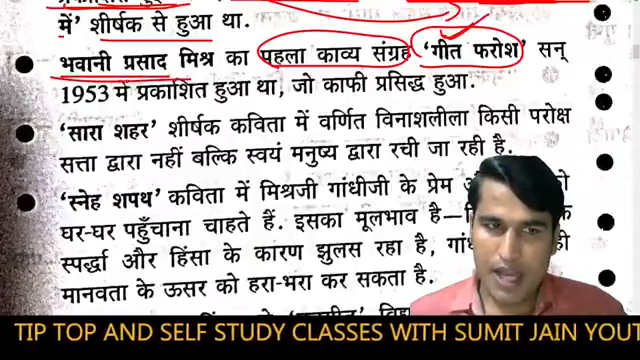 में' शीर्षक से हुआ था.
भवानी प्रसाद मिश्र का पहला काव्य संग्रह 'गीत फरोश' सन्
1953 में प्रकाशित हुआ था, जो काफी प्रसिद्ध हुआ.
'सारा शहर' शीर्षक कविता में वर्णित विनाशलीला किसी परोक्ष
सत्ता द्वारा नहीं बल्कि स्वयं मनुष्य द्वारा रची जा रही है.
'स्नेह शपथ' कविता में मिश्रजी गांधीजी के प्रेम
घर-घर पहुँचाना चाहते हैं. इसका मूलभाव है—
स्पर्द्धा और हिंसा के कारण झुलस रहा है,
मानवता के ऊसर को हरा-भरा कर सकता है.
TIP TOP AND SELF STUDY CLASSES WITH SUMIT JAIN YOUT